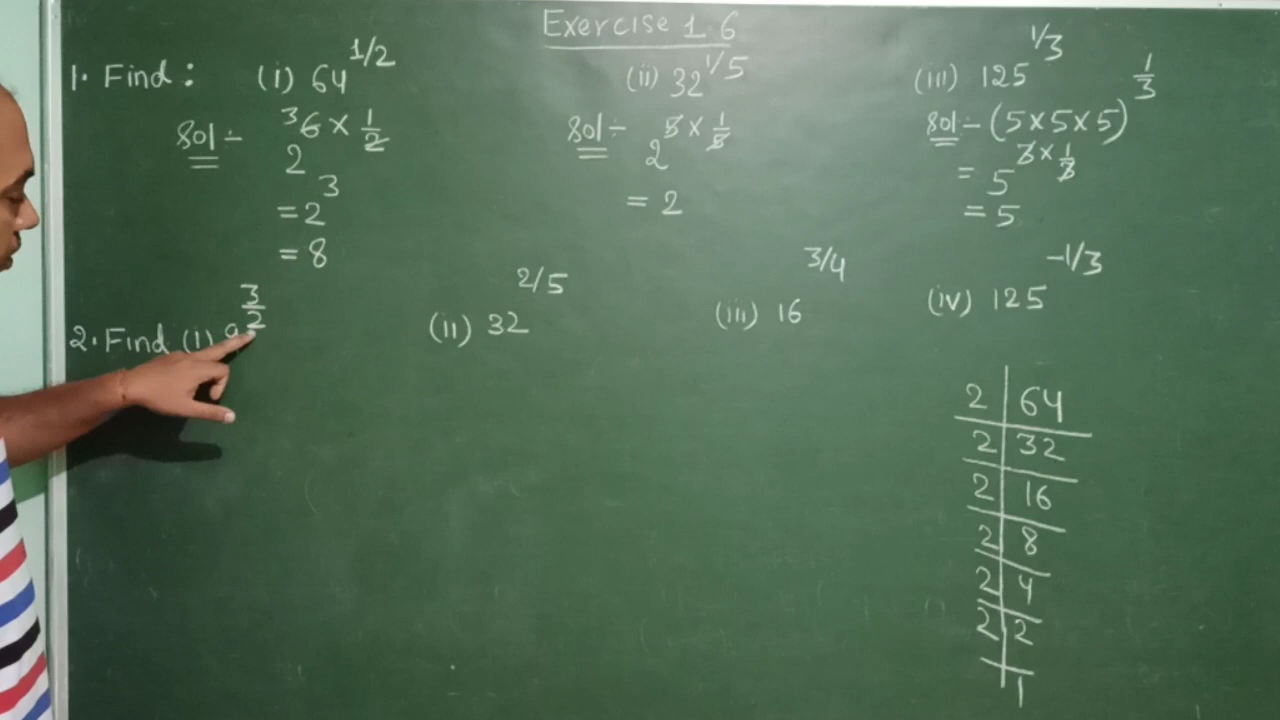 Exercise 1.6
1. Find : (i) 64^1/2 (ii) 32^1/5 (iii) 125^1/3
Sol ÷ 2^6 × 1/2 3 Sol ÷ 2^5 × 1/5 Sol ÷ (5×5×5)^1/3
= 2^3 = 2 = 5^3 × 1/3
= 8 = 5
2. Find (i) 9^3/2 (ii) 32^2/5 (iii) 16^3/4 (iv) 125^-1/3
2 | 64
2 | 32
2 | 16
2 | 8
2 | 4
2 | 2
| 1